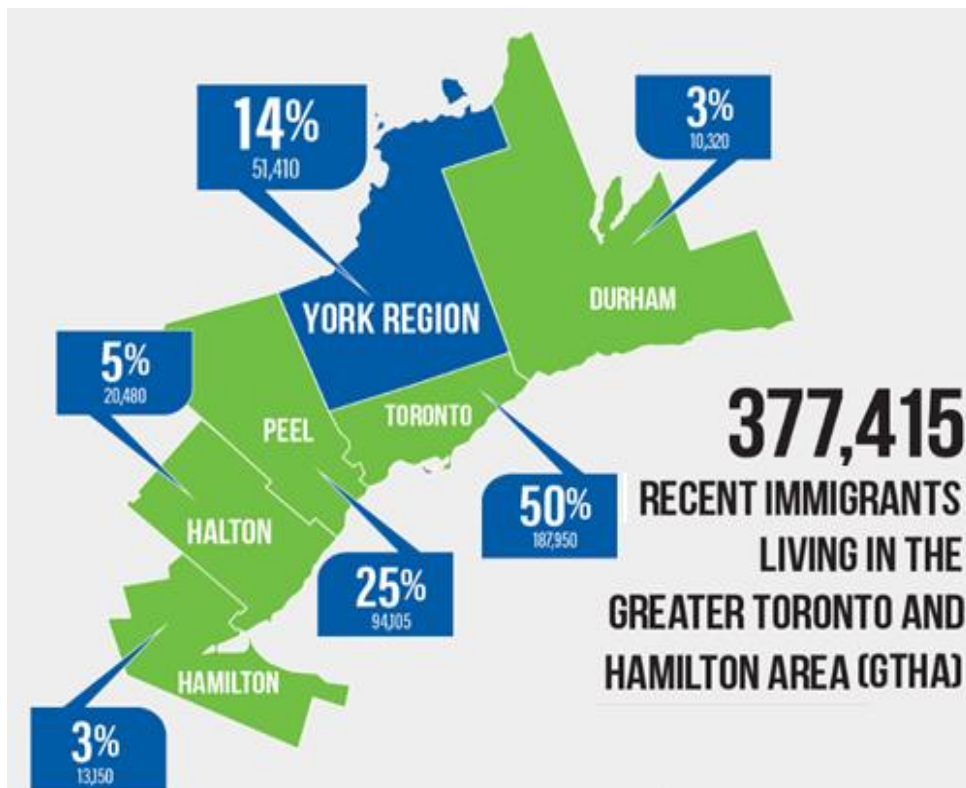 14%
51,410
3%
10,320
DURHAM
YORK REGION
5%
20,480
TORONTO
PEEL
377,415
RECENT IMMIGRANTS
LIVING IN THE
GREATER TORONTO AND
HAMILTON AREA (GTHA)
50%
187,950
HALTON
25%
94,105
HAMILTON
3%
13,150